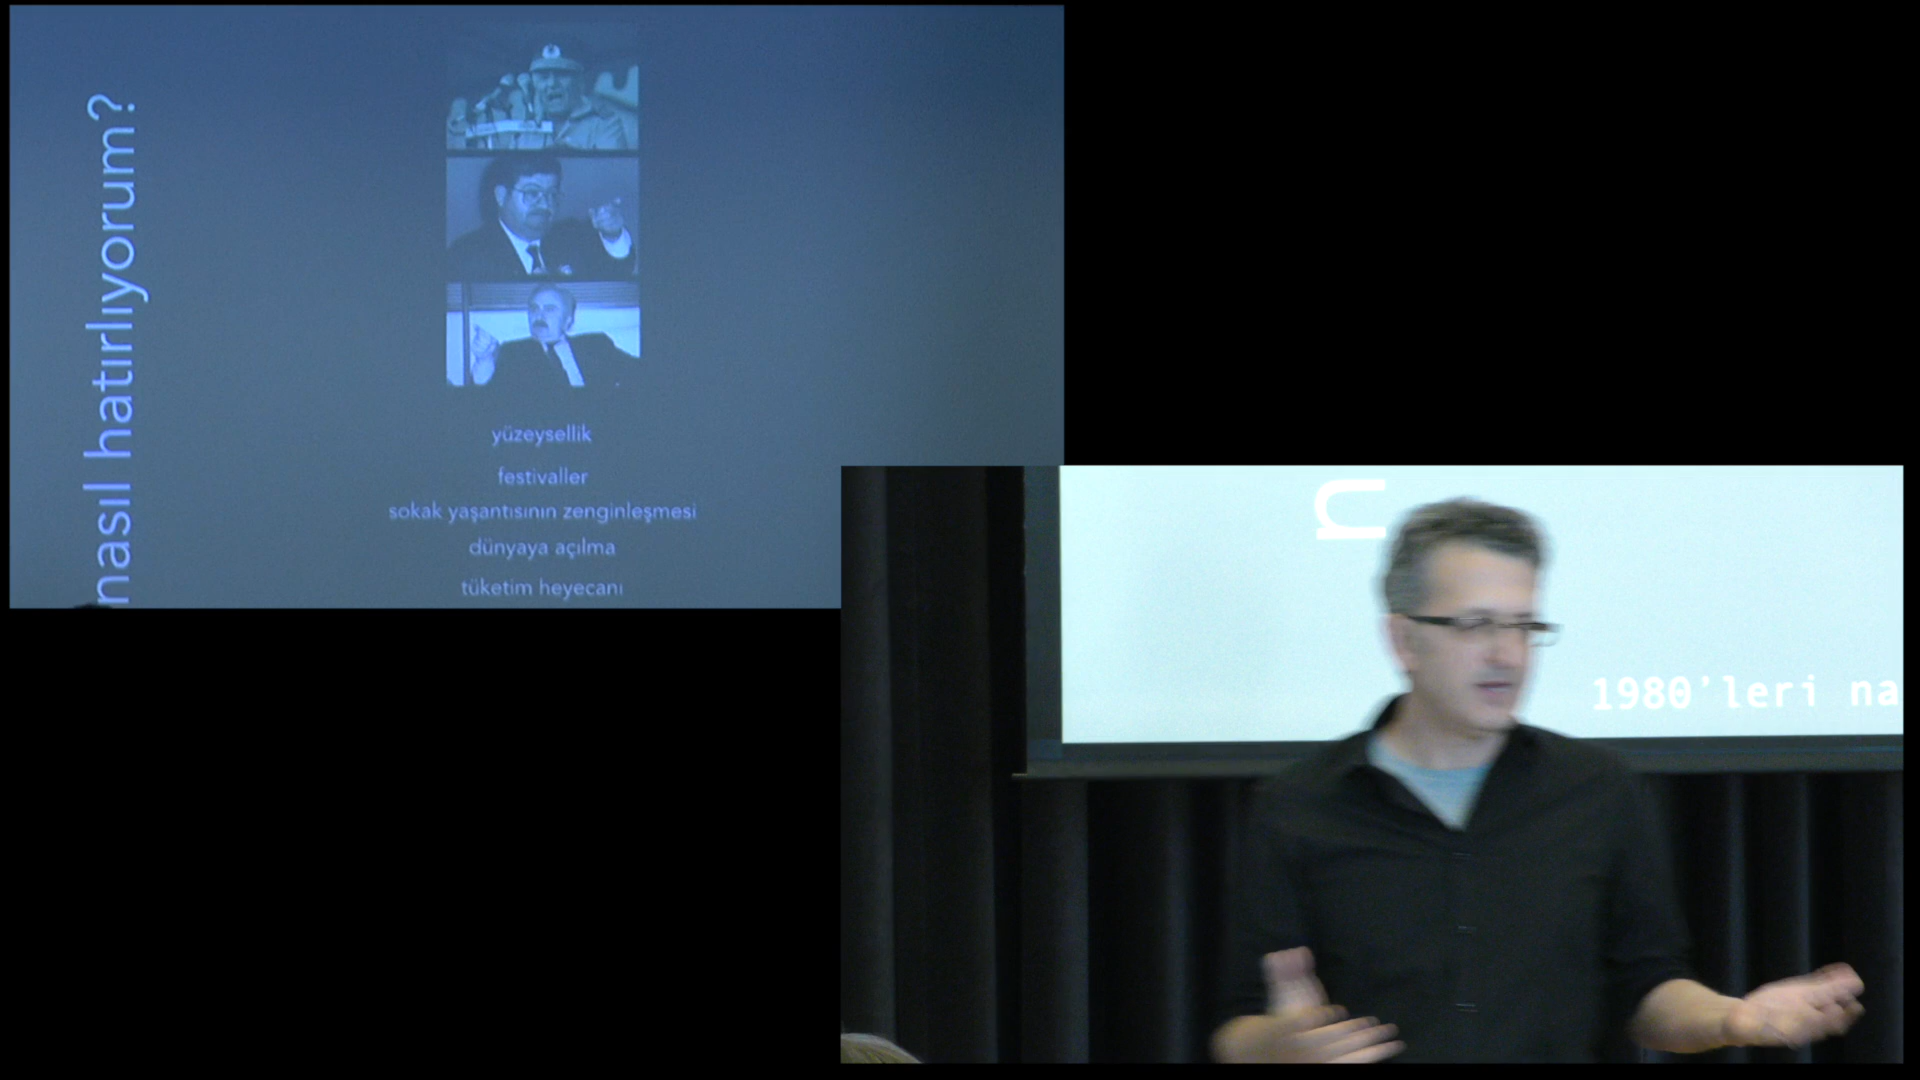 nasıl hatırlıyorum?
yüzeysellik
festivaller
sokak yaşantısının zenginleşmesi
dünyaya açılma
tüketim heyecanı
1980'leri na